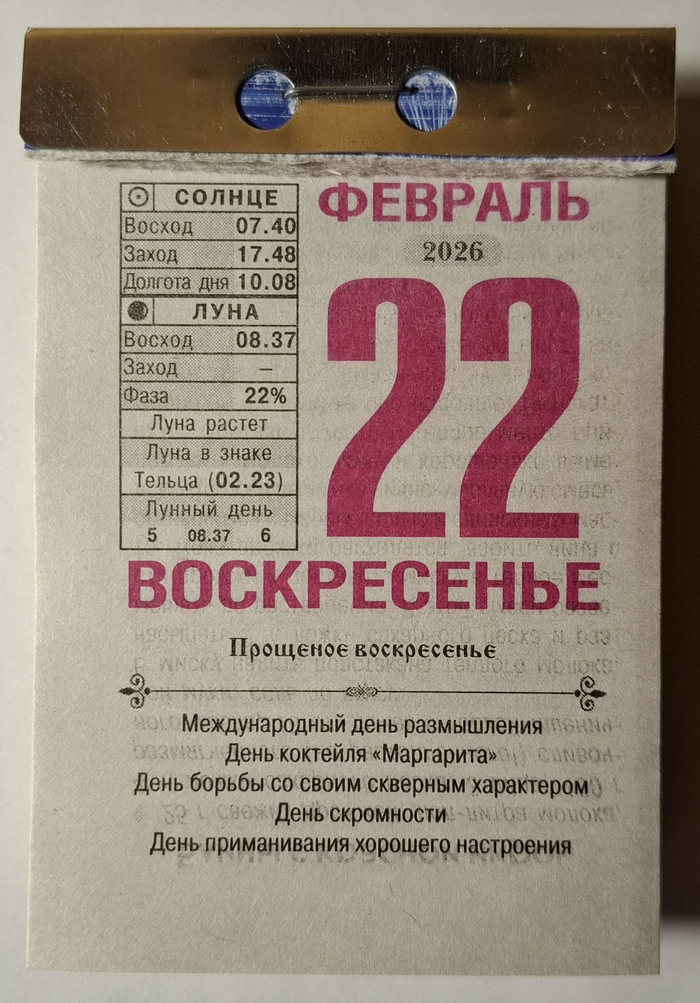 СОЛНЦЕ
Восход 07.40
Заход 17.48
Долгота дня 10.08
ЛУНА
Восход 08.37
Заход –
Фаза 22%
Луна растет
Луна в знаке
Тельца (02.23)
Лунный день
5 08.37 6
ФЕВРАЛЬ
2026
22
ВОСКРЕСЕНЬЕ
Прощеное воскресенье
Международный день размышления
День коктейля «Маргарита»
День борьбы со своим скверным характером
День скромности
День приманивания хорошего настроения